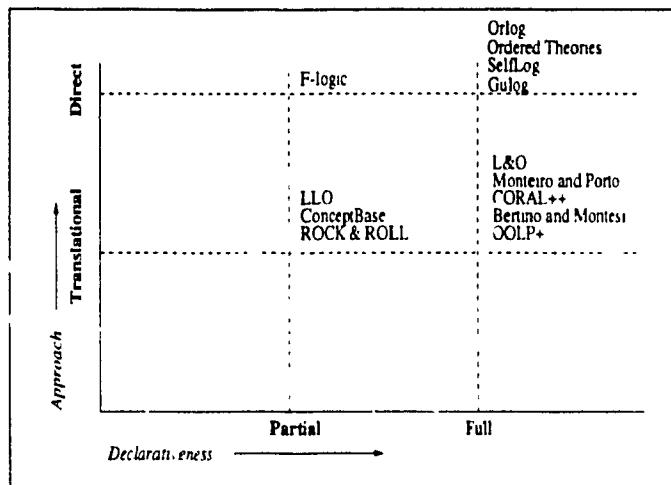 Orlog
Ordered Theories
SelfLog
Gulog
F-logic
Direct
L&O
Monteiro and Porto
CORAL++
Bertino and Montesi
OOLP+
LLO
ConceptBase
ROCK & ROLL
Translational
Approach
Partial
Full
Declarativeness